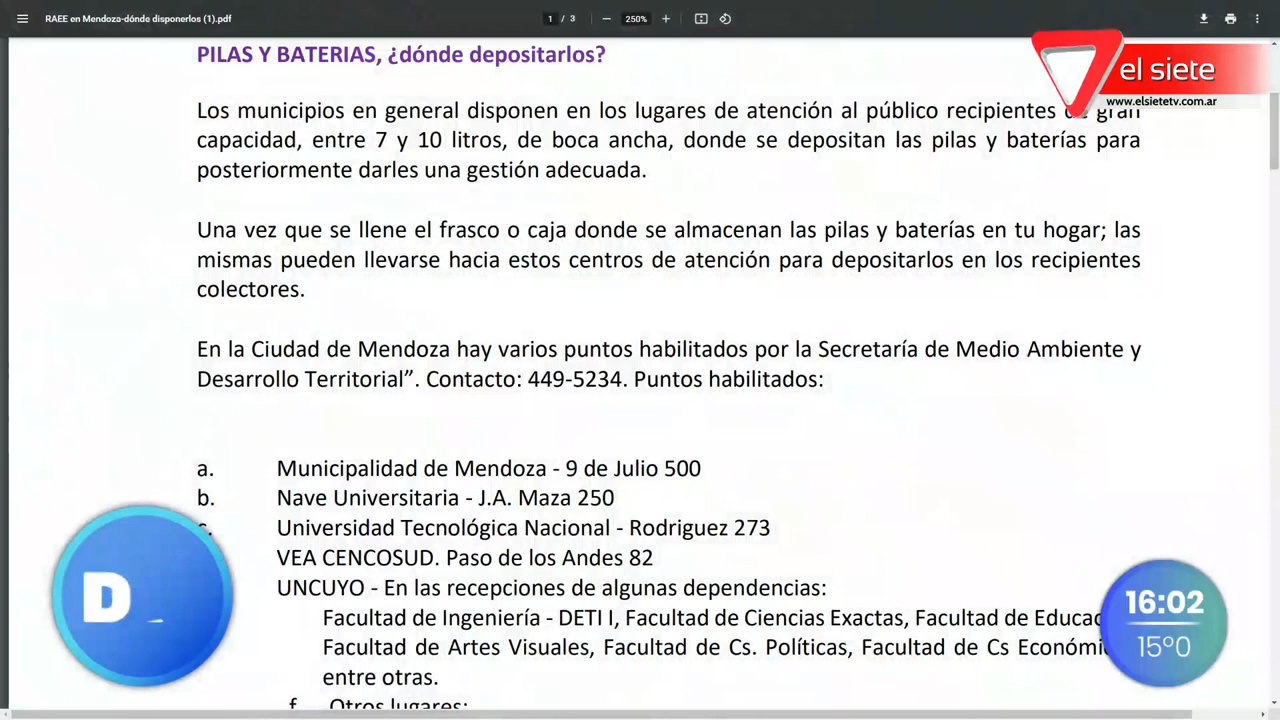 RAEE en Mendoza-dónde disponerlos (1).pdf
1 / 3
250%
PILAS Y BATERIAS, ¿dónde depositarlos?
el siete
www.elsietetv.com.ar
Los municipios en general disponen en los lugares de atención al público recipientes de gran
capacidad, entre 7 y 10 litros, de boca ancha, donde se depositan las pilas y baterías para
posteriormente darles una gestión adecuada.
Una vez que se llene el frasco o caja donde se almacenan las pilas y baterías en tu hogar; las
mismas pueden llevarse hacia estos centros de atención para depositarlos en los recipientes
colectores.
En la Ciudad de Mendoza hay varios puntos habilitados por la Secretaría de Medio Ambiente y
Desarrollo Territorial”. Contacto: 449-5234. Puntos habilitados:
a. Municipalidad de Mendoza - 9 de Julio 500
b. Nave Universitaria - J.A. Maza 250
c. Universidad Tecnológica Nacional - Rodriguez 273
VEA CENCOSUD. Paso de los Andes 82
UNCUYO - En las recepciones de algunas dependencias:
Facultad de Ingeniería - DETI I, Facultad de Ciencias Exactas, Facultad de
Facultad de Artes Visuales, Facultad de Cs. Políticas, Facultad de Cs
entre otras.
f. Otros lugares:
D
16:02
15°0